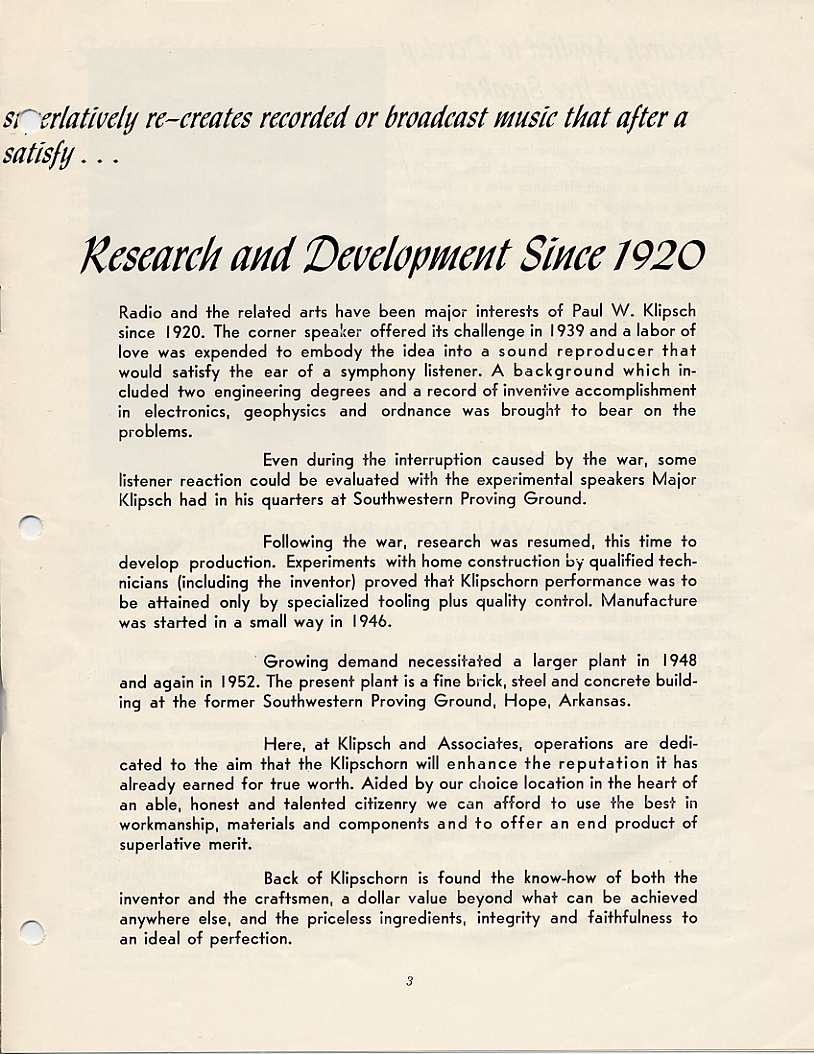 superlatively re-creates recorded or broadcast music that after a
satisfy . . .
Research and Development Since 1920
Radio and the related arts have been major interests of Paul W. Klipsch
since 1920. The corner speaker offered its challenge in 1939 and a labor of
love was expended to embody the idea into a sound reproducer that
would satisfy the ear of a symphony listener. A background which in-
cluded two engineering degrees and a record of inventive accomplishment
in electronics, geophysics and ordnance was brought to bear on the
problems.
Even during the interruption caused by the war, some
listener reaction could be evaluated with the experimental speakers Major
Klipsch had in his quarters at Southwestern Proving Ground.
Following the war, research was resumed, this time to
develop production. Experiments with home construction by qualified tech-
nicians (including the inventor) proved that Klipschorn performance was to
be attained only by specialized tooling plus quality control. Manufacture
was started in a small way in 1946.
Growing demand necessitated a larger plant in 1948
and again in 1952. The present plant is a fine brick, steel and concrete build-
ing at the former Southwestern Proving Ground, Hope, Arkansas.
Here, at Klipsch and Associates, operations are dedi-
cated to the aim that the Klipschorn will enhance the reputation it has
already earned for true worth. Aided by our choice location in the heart of
an able, honest and talented citizenry we can afford to use the best in
workmanship, materials and components and to offer an end product of
superlative merit.
Back of Klipschorn is found the know-how of both the
inventor and the craftsmen, a dollar value beyond what can be achieved
anywhere else, and the priceless ingredients, integrity and faithfulness to
an ideal of perfection.
3